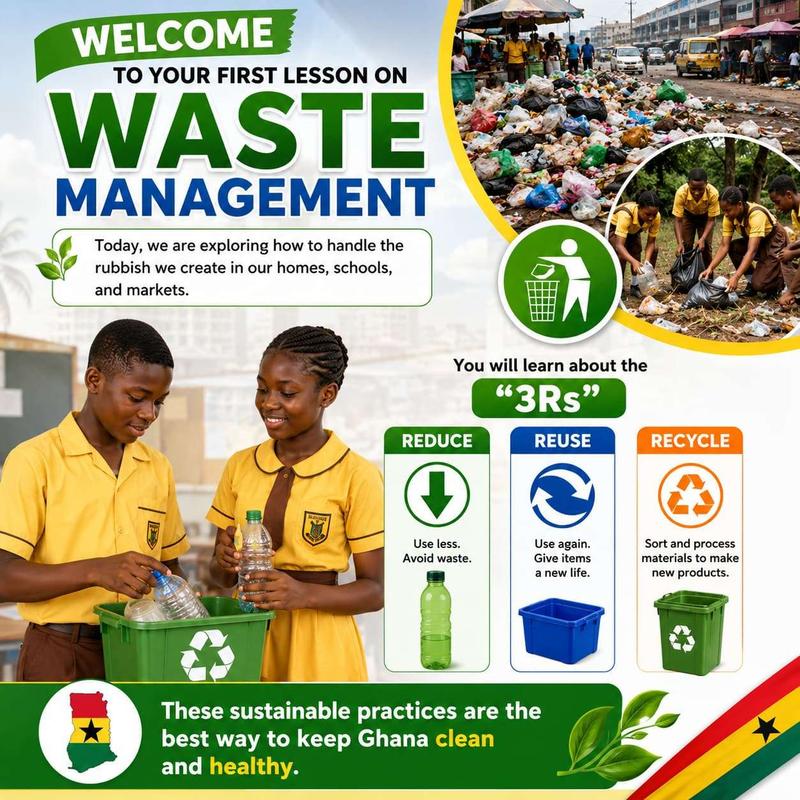 WELCOME
TO YOUR FIRST LESSON ON
WASTE
MANAGEMENT
Today, we are exploring how to handle the
rubbish we create in our homes, schools,
and markets.
You will learn about the
“3Rs”
REDUCE
Use less.
Avoid waste.
REUSE
Use again.
Give items
a new life.
RECYCLE
Sort and process
materials to make
new products.
These sustainable practices are the
best way to keep Ghana clean
and healthy.